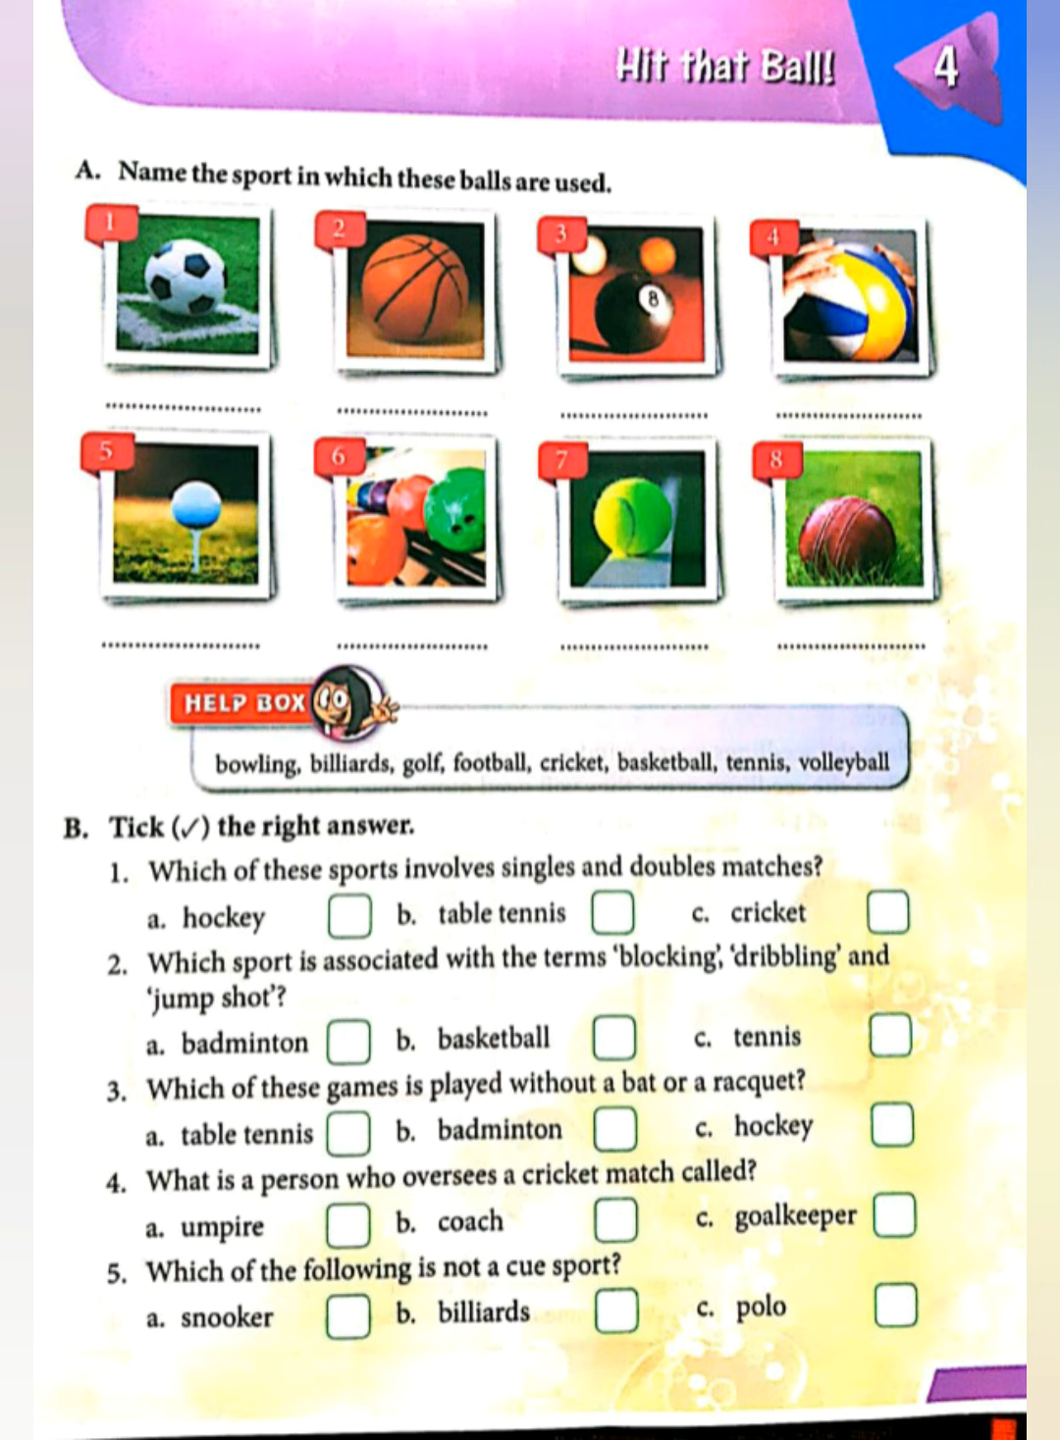 Hit that Ball!
4
A. Name the sport in which these balls are used.
1
2
3
4
8
5
6
7
8
HELP BOX
bowling, billiards, golf, football, cricket, basketball, tennis, volleyball
B. Tick (✓) the right answer.
1. Which of these sports involves singles and doubles matches?
a. hockey b. table tennis c. cricket
2. Which sport is associated with the terms ‘blocking’, ‘dribbling’ and
‘jump shot’?
a. badminton b. basketball c. tennis
3. Which of these games is played without a bat or a racquet?
a. table tennis b. badminton c. hockey
4. What is a person who oversees a cricket match called?
a. umpire b. coach c. goalkeeper
5. Which of the following is not a cue sport?
a. snooker b. billiards c. polo